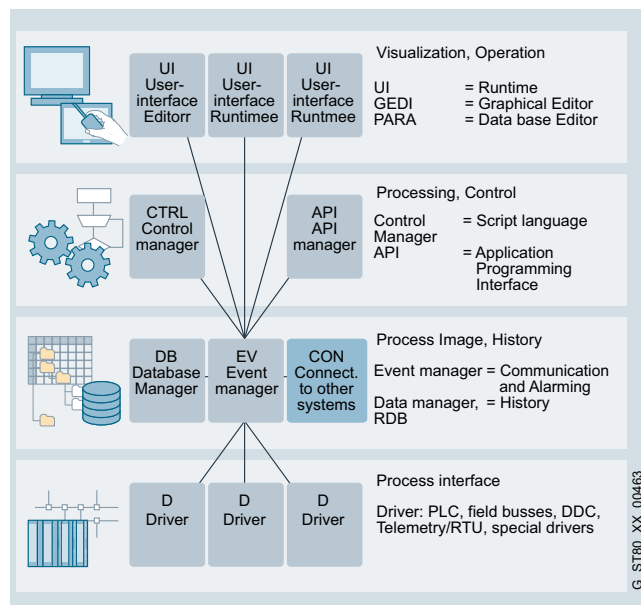 UI
User-
interface
Editorr
UI
User-
interface
Runtimee
UI
User-
interface
Runtmee
Visualization, Operation
UI = Runtime
GEDI = Graphical Editor
PARA = Data base Editor
CTRL
Control
manager
API
API
manager
Processing, Control
Control = Script language
Manager
API = Application
Programming
Interface
DB
Database
Manager
EV
Event
manager
CON
Connect.
to other
systems
Process Image, History
Event manager = Communication
and Alarming
Data manager, = History
RDB
D
Driver
D
Driver
D
Driver
Process interface
Driver: PLC, field busses, DDC,
Telemetry/RTU, special drivers
G_ST80_XX_00463